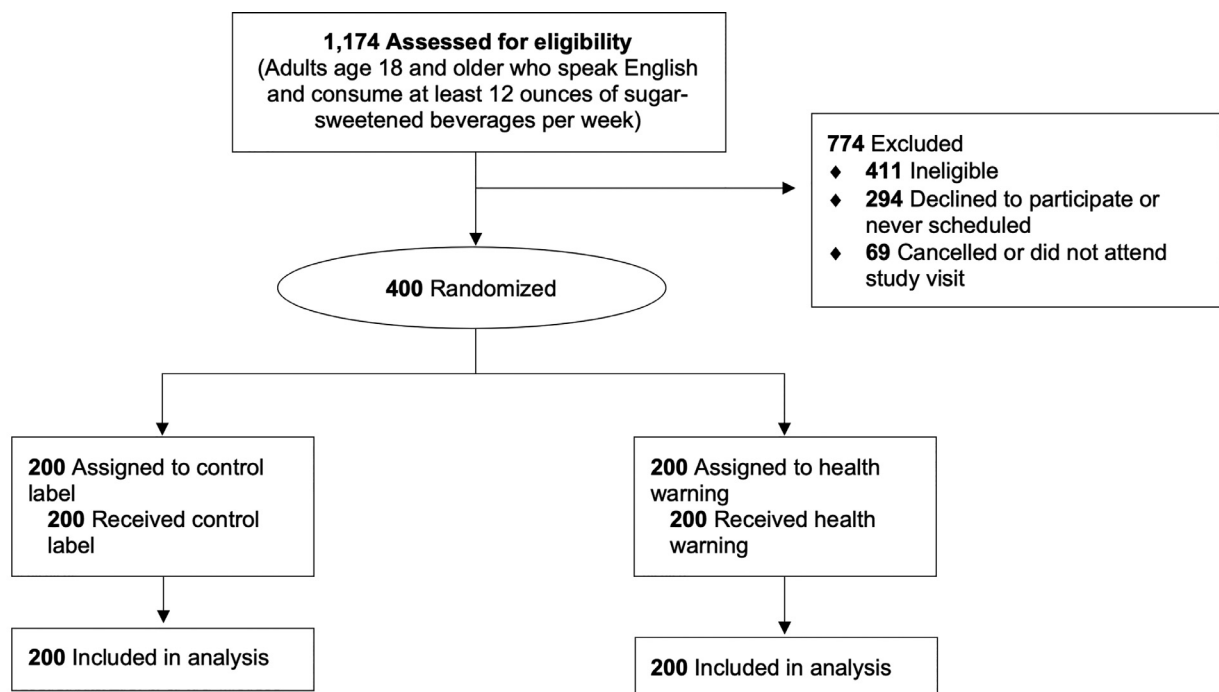 1,174 Assessed for eligibility
(Adults age 18 and older who speak English
and consume at least 12 ounces of sugar-
sweetened beverages per week)
774 Excluded
♦ 411 Ineligible
♦ 294 Declined to participate or
never scheduled
♦ 69 Cancelled or did not attend
study visit
400 Randomized
200 Assigned to control
label
200 Received control
label
200 Assigned to health
warning
200 Received health
warning
200 Included in analysis
200 Included in analysis